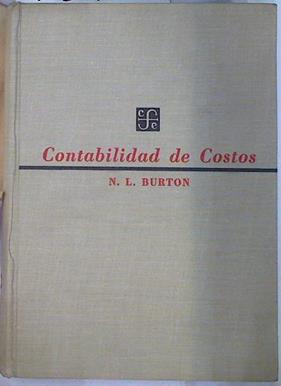 Contabilidad de Costos
N. L. BURTON